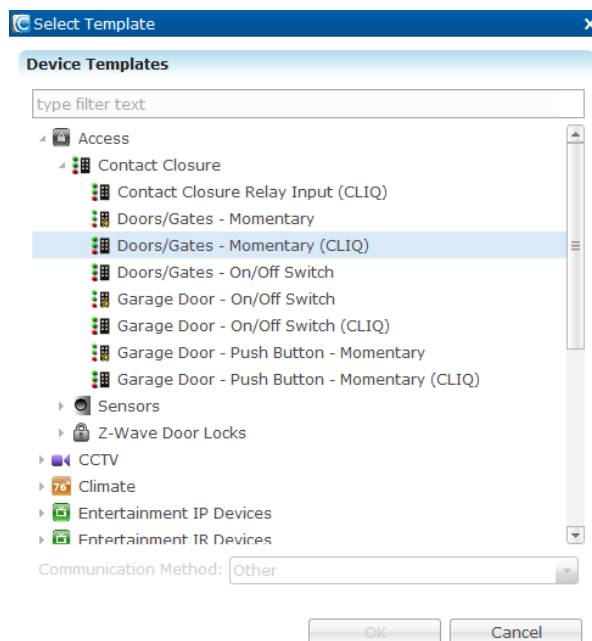 Select Template
Device Templates
type filter text
Access
Contact Closure
Contact Closure Relay Input (CLIQ)
Doors/Gates - Momentary
Doors/Gates - Momentary (CLIQ)
Doors/Gates - On/Off Switch
Garage Door - On/Off Switch
Garage Door - On/Off Switch (CLIQ)
Garage Door - Push Button - Momentary
Garage Door - Push Button - Momentary (CLIQ)
Sensors
Z-Wave Door Locks
CCTV
76° Climate
Entertainment IP Devices
Entertainment IR Devices
Communication Method: Other
OK Cancel